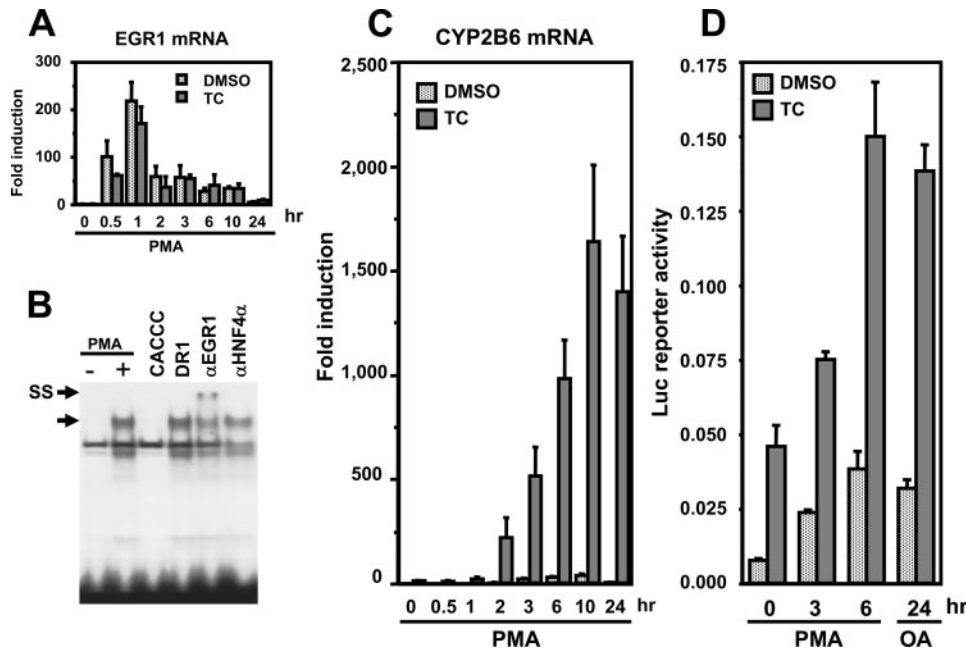 A
EGR1 mRNA
300
200
100
0
Fold induction
DMSO
TC
0 0.5 1 2 3 6 10 24 hr
PMA
B
PMA
- +
CACCC
DR1
αEGR1
αHNF4α
SS
C
CYP2B6 mRNA
2,500
2,000
1,500
1,000
500
0
Fold induction
DMSO
TC
0 0.5 1 2 3 6 10 24 hr
PMA
D
0.175
0.150
0.125
0.100
0.075
0.050
0.025
0.000
Luc reporter activity
DMSO
TC
0 3 6 24 hr
PMA OA